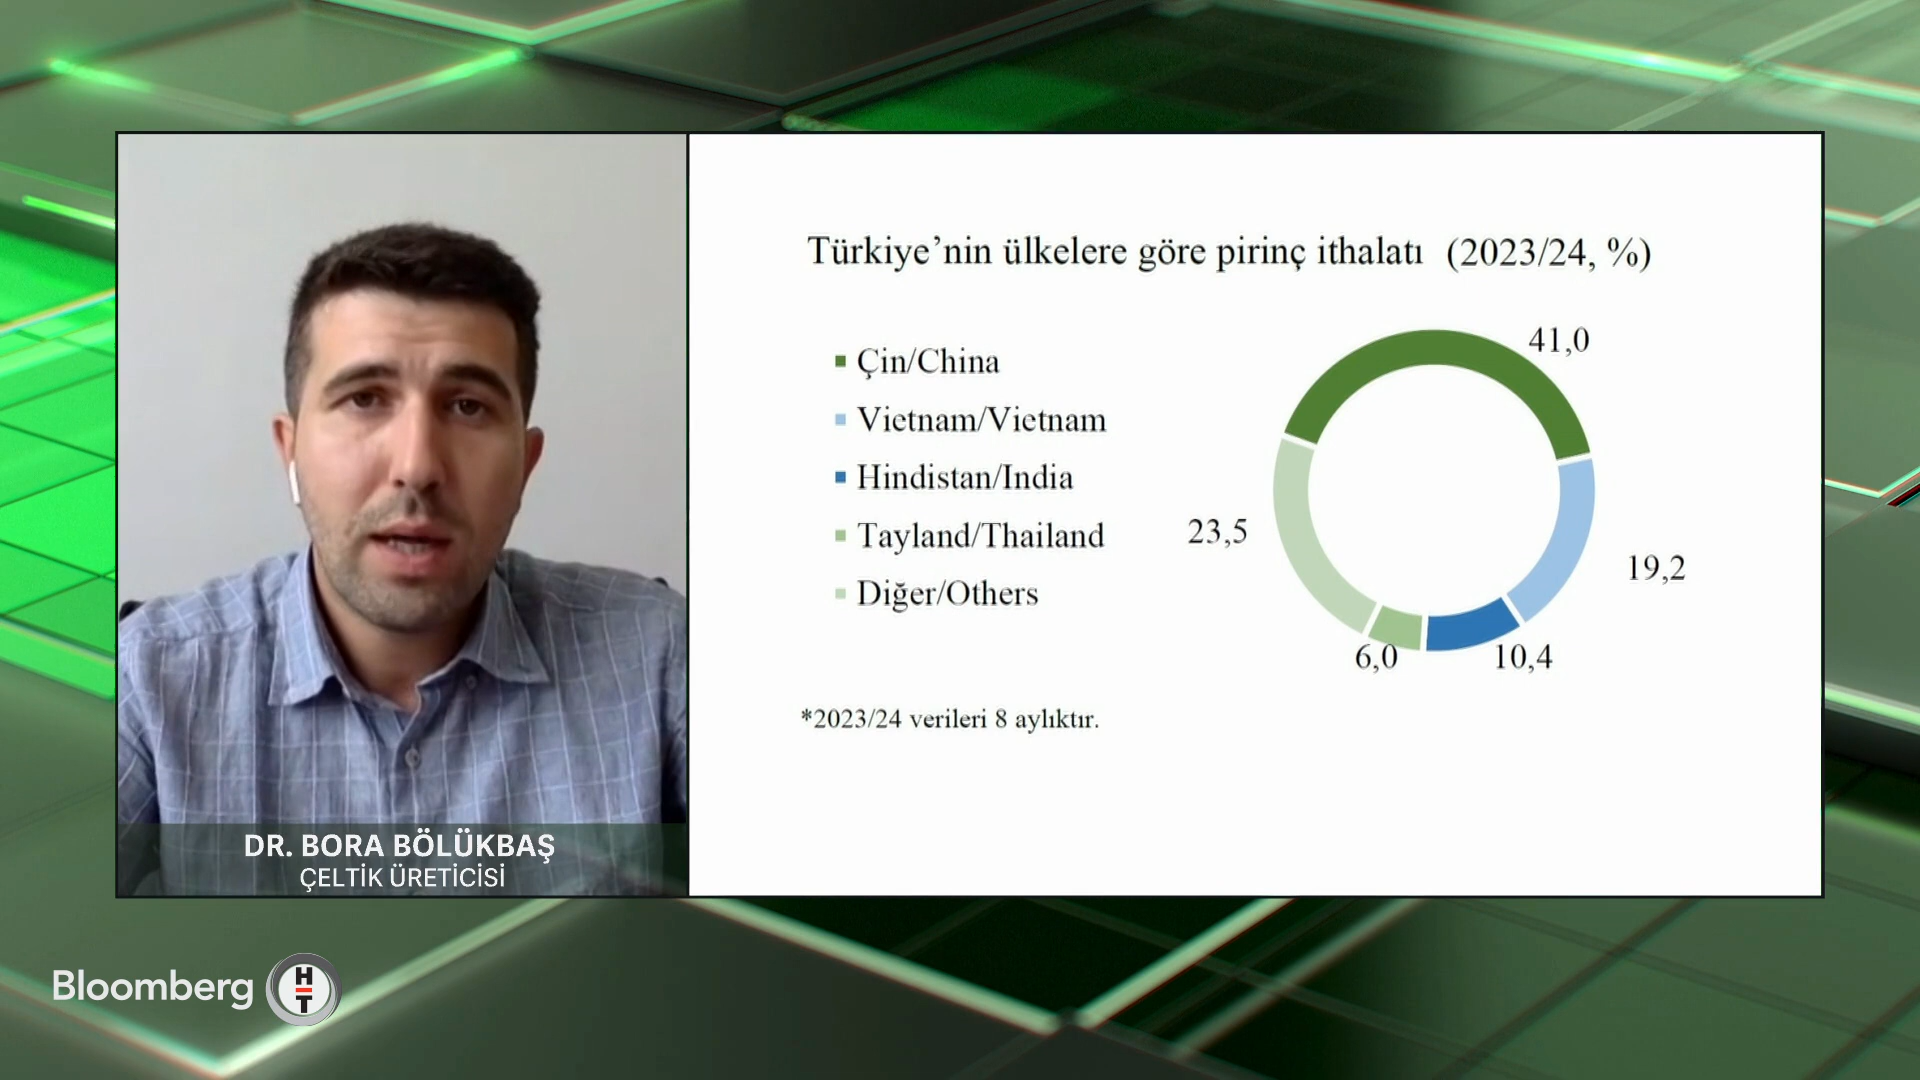 Türkiye’nin ülkelere göre pirinç ithalatı (2023/24, %)
Çin/China
Vietnam/Vietnam
Hindistan/India
Tayland/Thailand
Diğer/Others
41,0
19,2
10,4
6,0
23,5
*2023/24 verileri 8 aylıktır.
DR. BORA BÖLÜKBAŞ
ÇELTİK ÜRETİCİSİ
Bloomberg HT